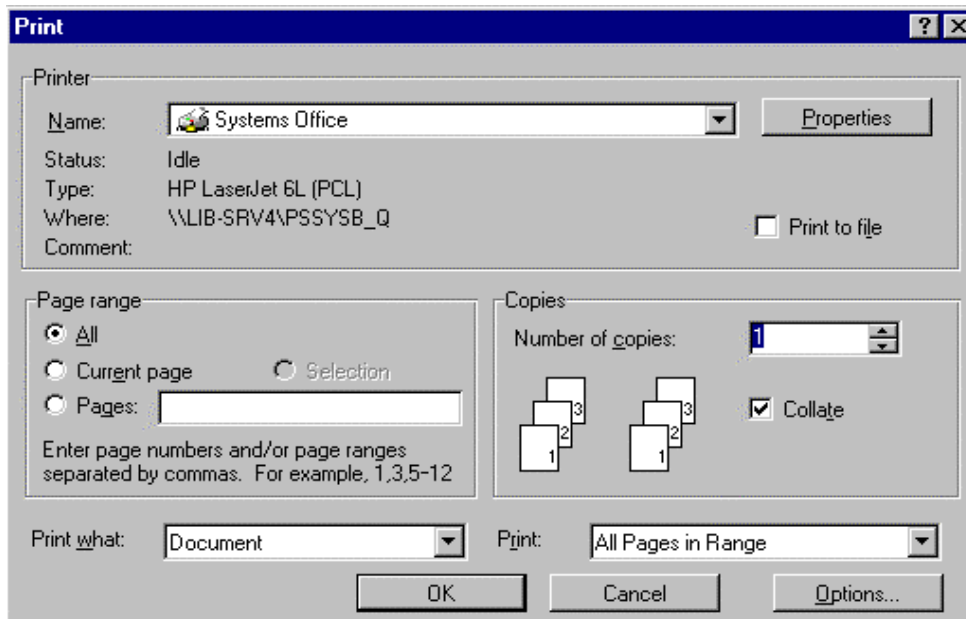 Print
Printer
Name: Systems Office Properties
Status: Idle
Type: HP LaserJet 6L (PCL)
Where: \\LIB-SRV4\PSSYSB_Q
Comment:
Print to file
Page range
All
Current page Selection
Pages:
Enter page numbers and/or page ranges
separated by commas. For example, 1,3,5-12
Copies
Number of copies: 1
3 3
2 2
1 1
Collate
Print what: Document Print: All Pages in Range
OK Cancel Options...